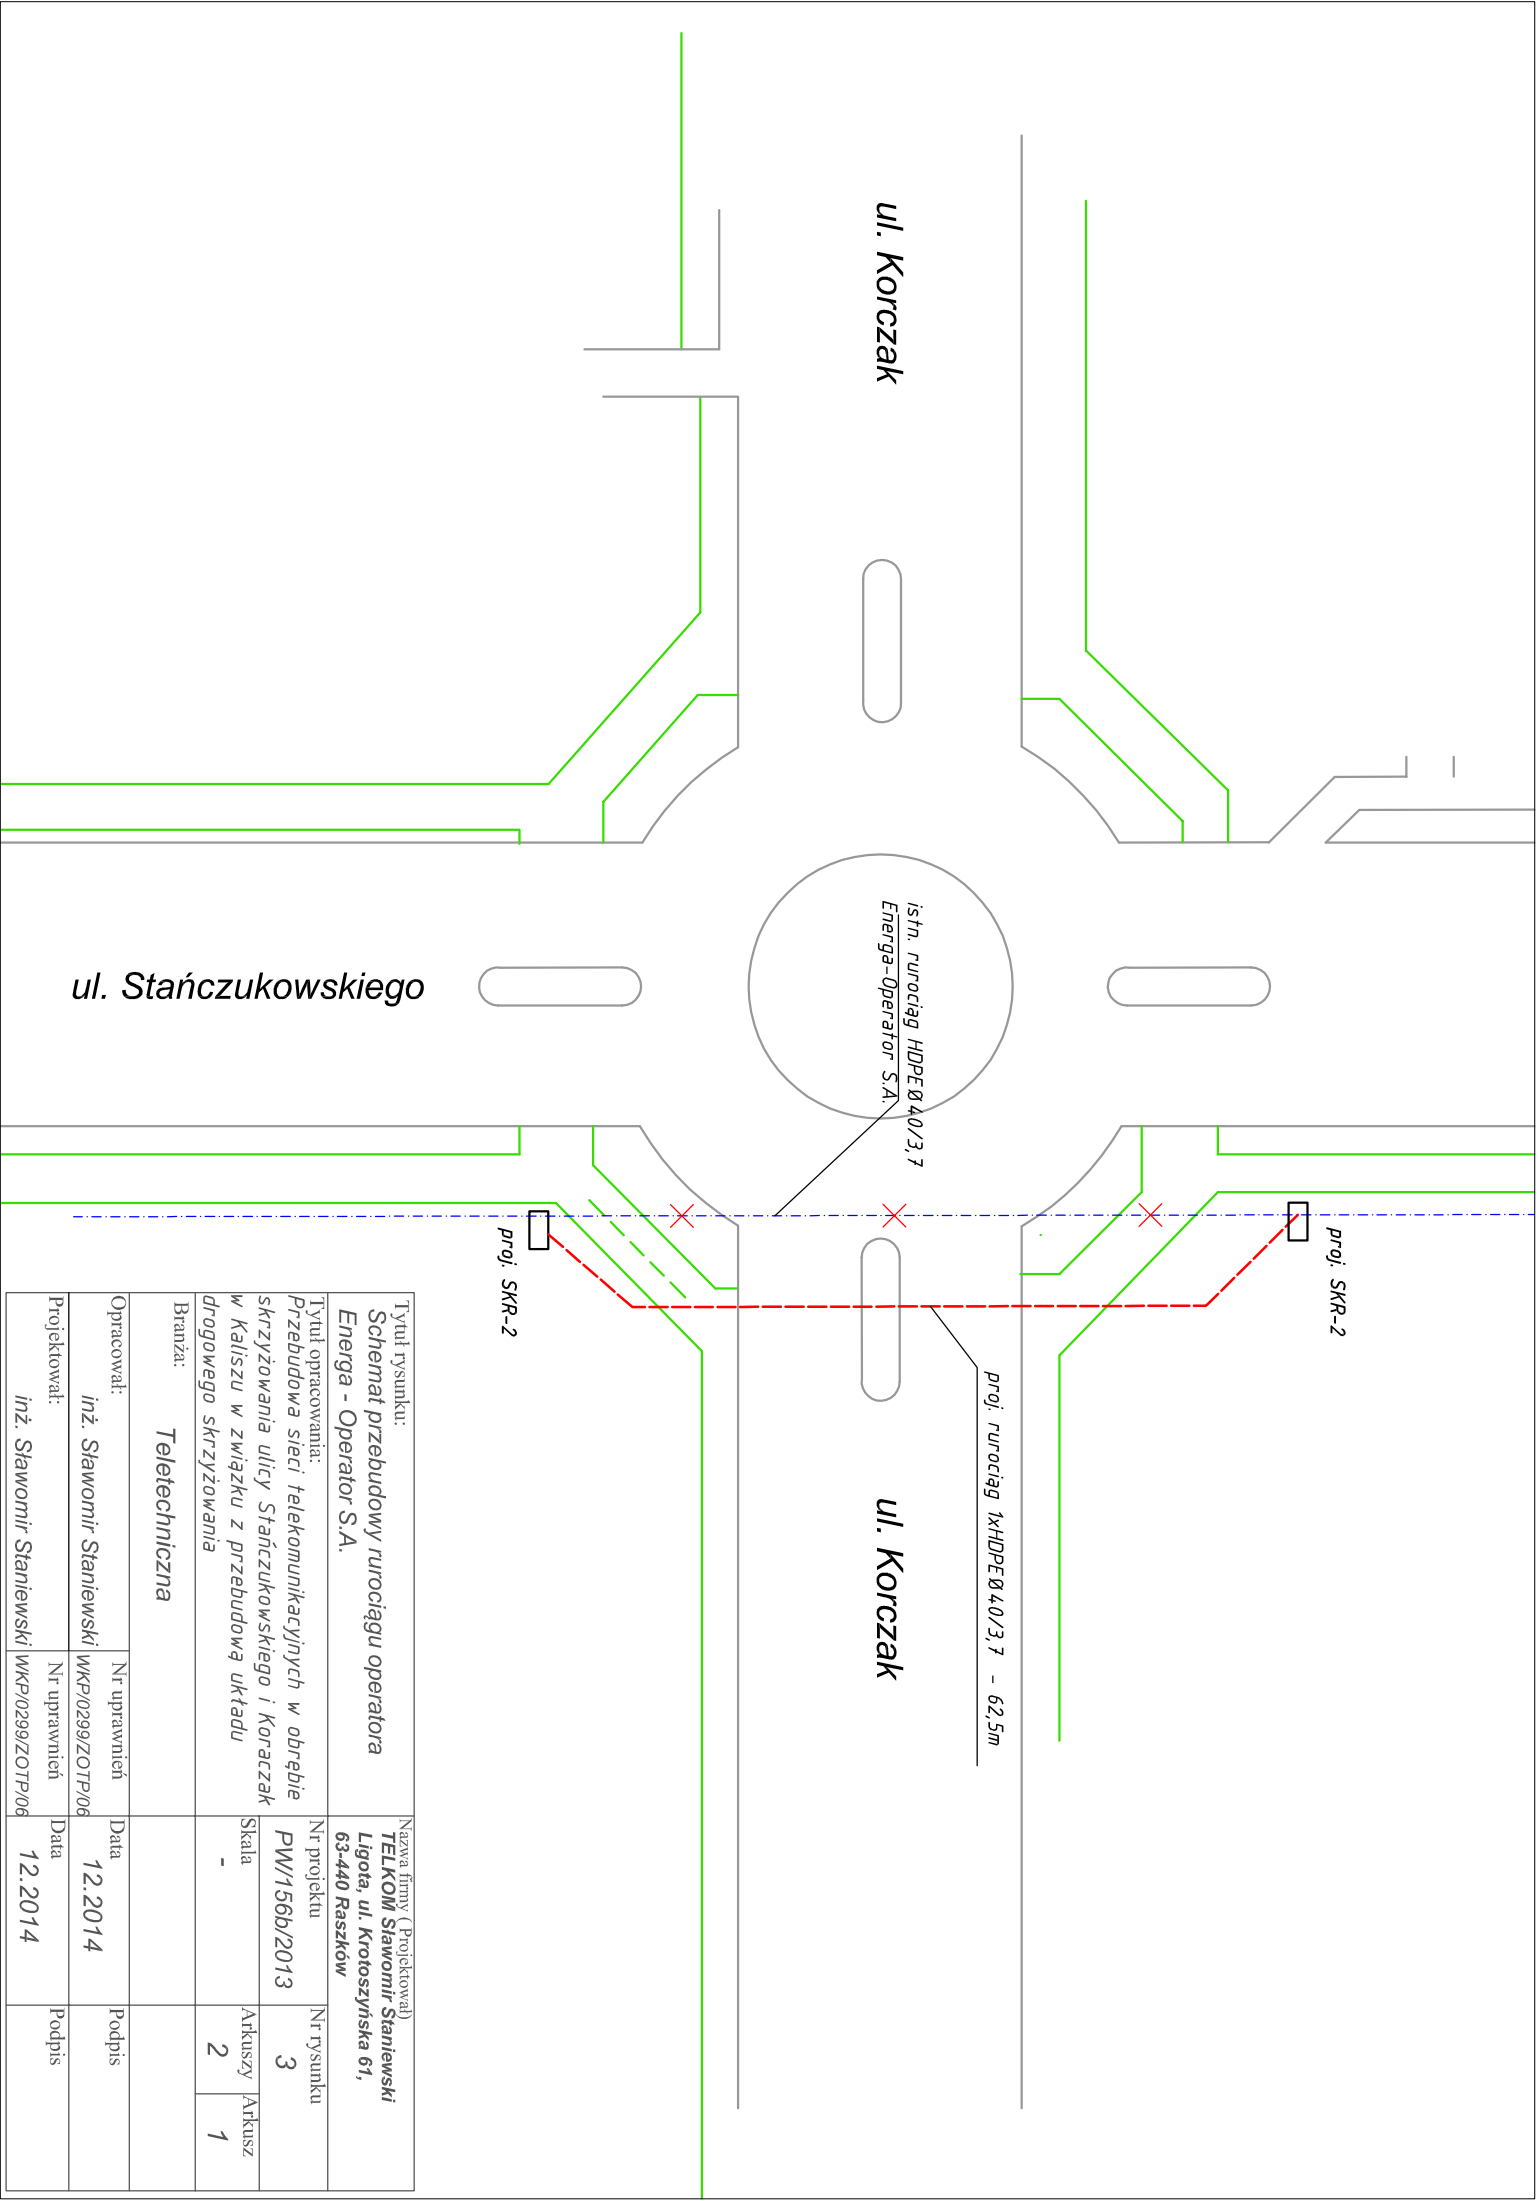 ul. Korczak
istn. rurociąg HDPEØ40/3,7
Energa-Operator S.A.
ul. Stańczukowskiego
proj. SKR-2
proj. SKR-2
proj. rurociąg 1xHDPEØ40/3,7 - 62,5m
ul. Korczak
Tytuł rysunku:
Schemat przebudowy rurociągu operatora
Energa - Operator S.A.
Nazwa firmy ( Projektował)
TELKOM Sławomir Staniewski
Ligota, ul. Krotoszyńska 61,
63-440 Raszków
Tytuł opracowania:
Przebudowa sieci telekomunikacyjnych w obrębie
skrzyżowania ulicy Stańczukowskiego i Koraczak
w Kaliszu w związku z przebudową układu
drogowego skrzyżowania
Nr projektu
PW/156b/2013
Nr rysunku
3
Skala
-
Arkuszy
2
Arkusz
1
Branża:
Teletechniczna
Opracował:
inż. Sławomir Staniewski
Nr uprawnień
WKP/0299/ZOTP/06
Data
12.2014
Podpis
Projektował:
inż. Sławomir Staniewski
Nr uprawnień
WKP/0299/ZOTP/06
Data
12.2014
Podpis